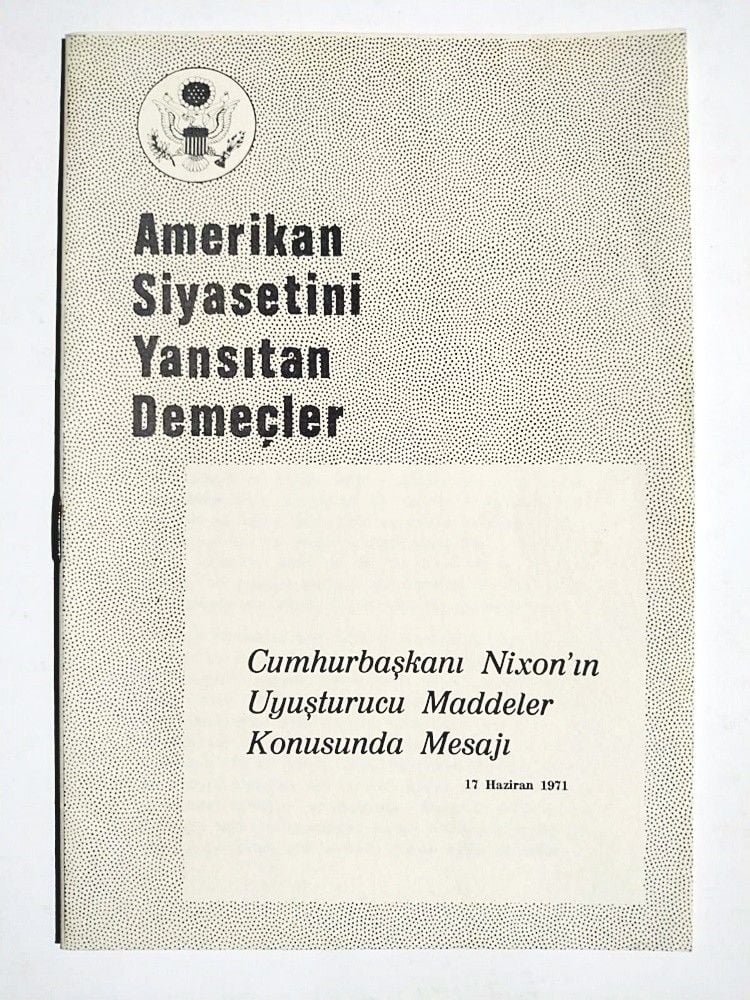 Amerikan
Siyasetini
Yansıtan
Demeçler
Cumhurbaşkanı Nixon'ın
Uyuşturucu Maddeler
Konusunda Mesajı
17 Haziran 1971